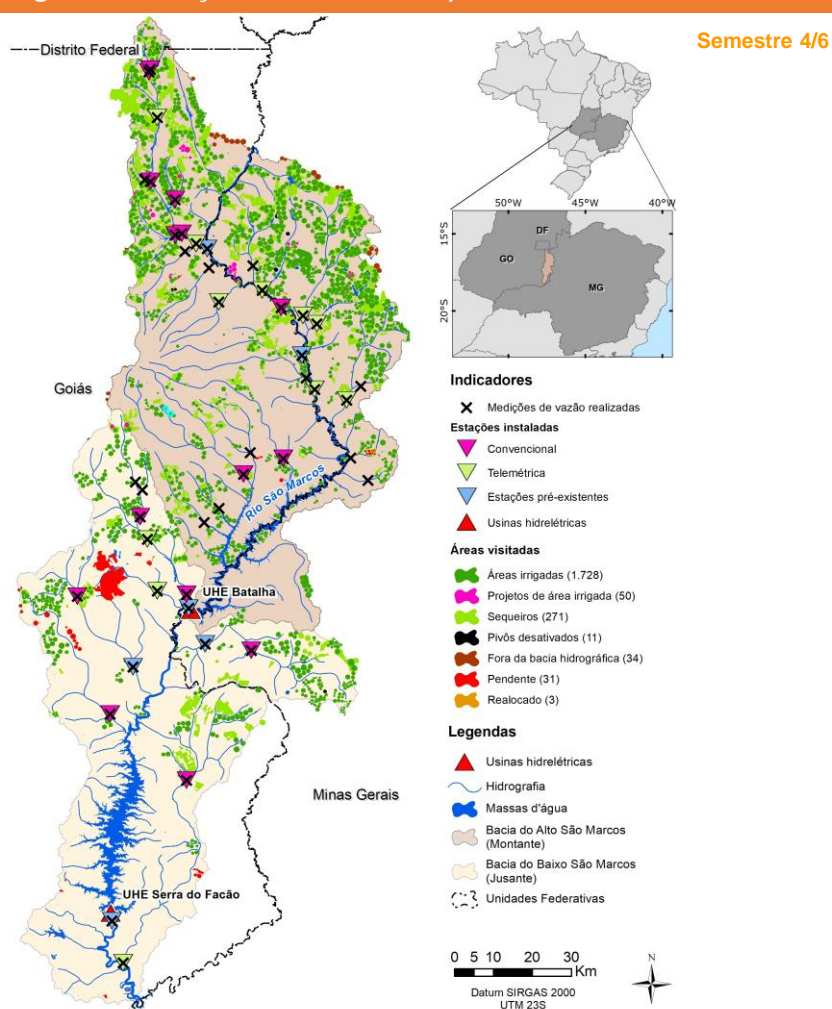 Semestre 4/6
Distrito Federal
Goiás
Rio São Marcos
UHE Batalha
Minas Gerais
UHE Serra do Facão
50°W 45°W 40°W
15°S
20°S
DF
GO
MG
Indicadores
Medições de vazão realizadas
Estações instaladas
Convencional
Telemétrica
Estações pré-existentes
Usinas hidrelétricas
Áreas visitadas
Áreas irrigadas (1.728)
Projetos de área irrigada (50)
Sequeiros (271)
Pivôs desativados (11)
Fora da bacia hidrográfica (34)
Pendente (31)
Realocado (3)
Legendas
Usinas hidrelétricas
Hidrografia
Massas d'água
Bacia do Alto São Marcos
(Montante)
Bacia do Baixo São Marcos
(Jusante)
Unidades Federativas
0 5 10 20 30
Km
Datum SIRGAS 2000
UTM 23S
N